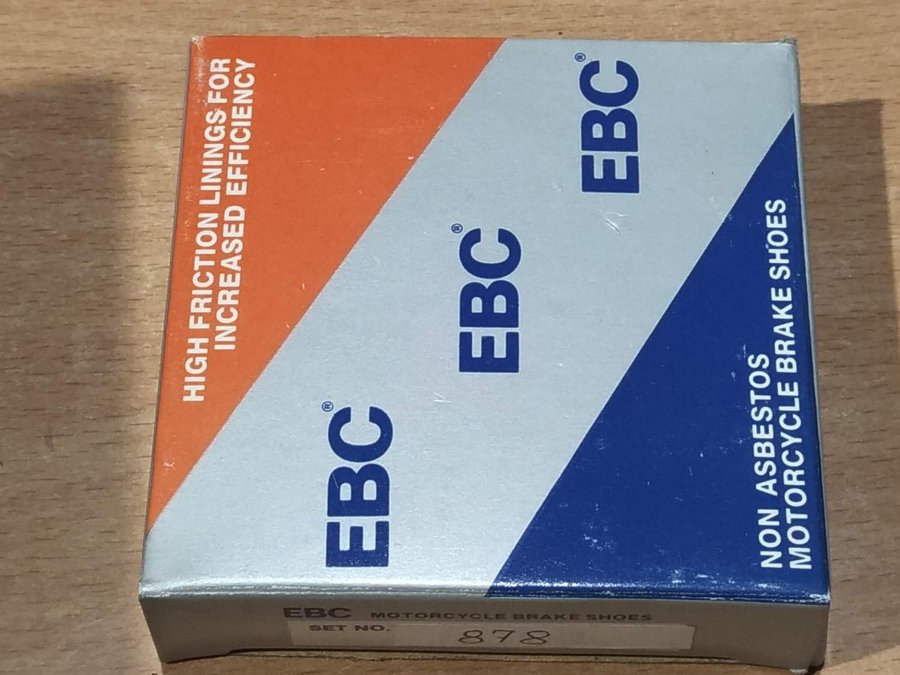 HIGH FRICTION LININGS FOR
INCREASED EFFICIENCY
EBC®
EBC®
EBC®
NON ASBESTOS
MOTORCYCLE BRAKE SHOES
EBC MOTORCYCLE BRAKE SHOES
SET NO. 878